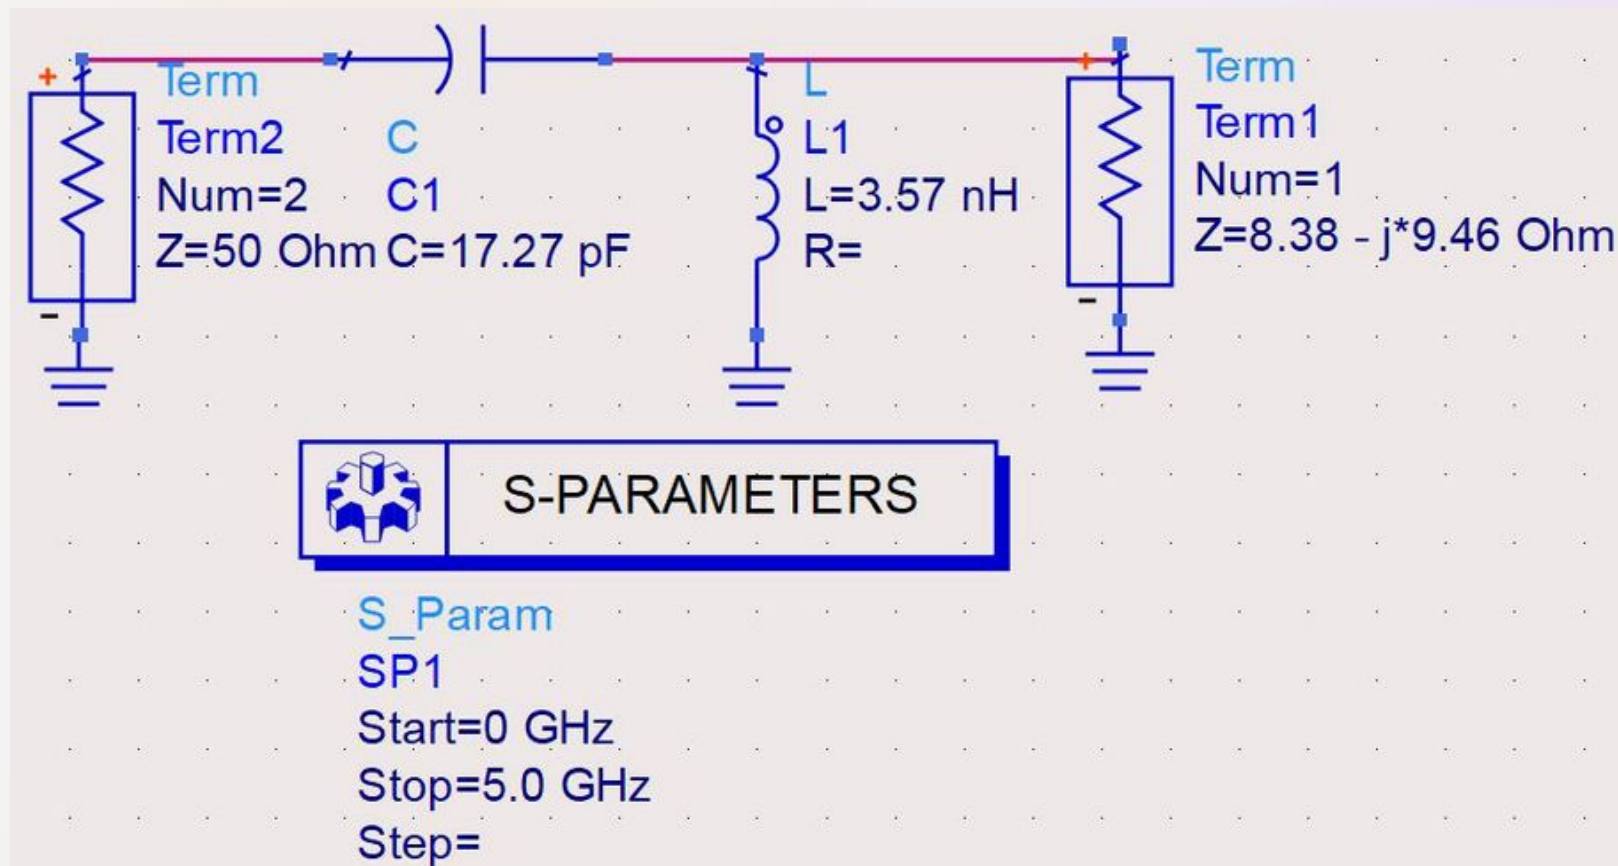 +
Term
Term2
Num=2
Z=50 Ohm
-
C
C1
C=17.27 pF
L
L1
L=3.57 nH
R=
+
Term
Term1
Num=1
Z=8.38 - j*9.46 Ohm
-
S-PARAMETERS
S_Param
SP1
Start=0 GHz
Stop=5.0 GHz
Step=